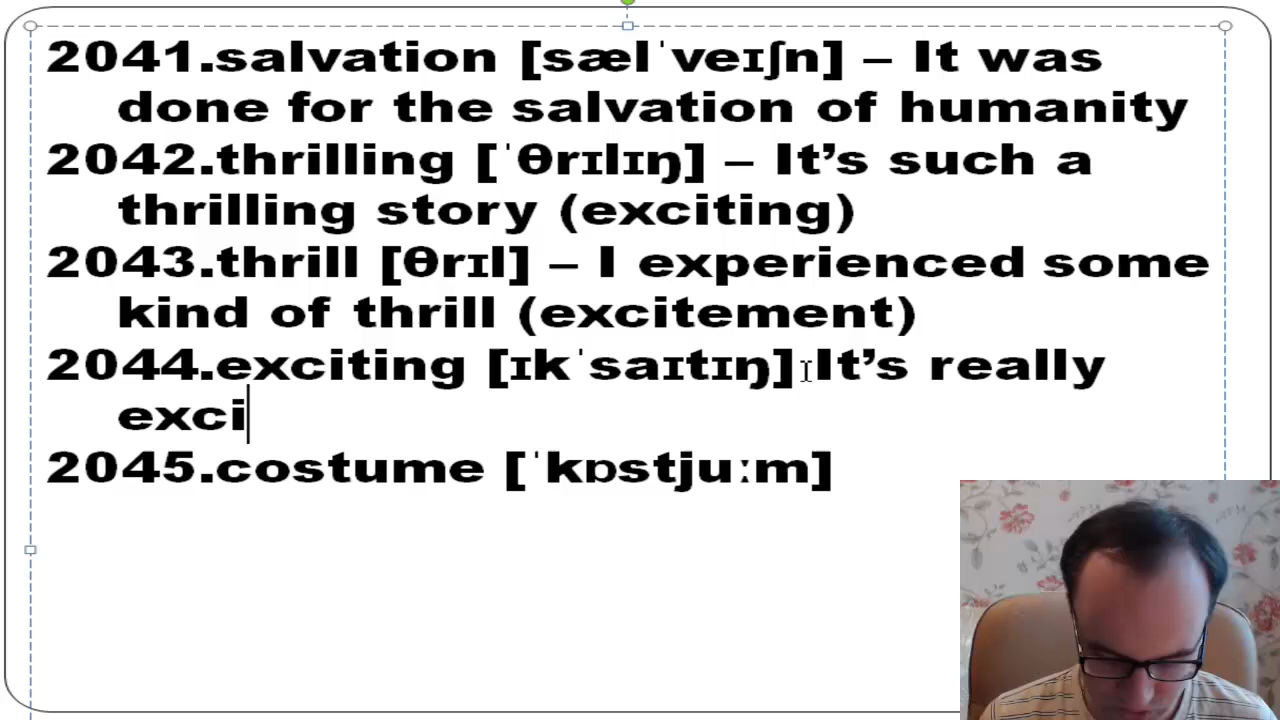 2041.salvation [sælˈveɪʃn] – It was
done for the salvation of humanity
2042.thrilling [ˈθrɪlɪŋ] – It’s such a
thrilling story (exciting)
2043.thrill [θrɪl] – I experienced some
kind of thrill (excitement)
2044.exciting [ɪkˈsaɪtɪŋ] It’s really
exci
2045.costume [ˈkɒstjuːm]